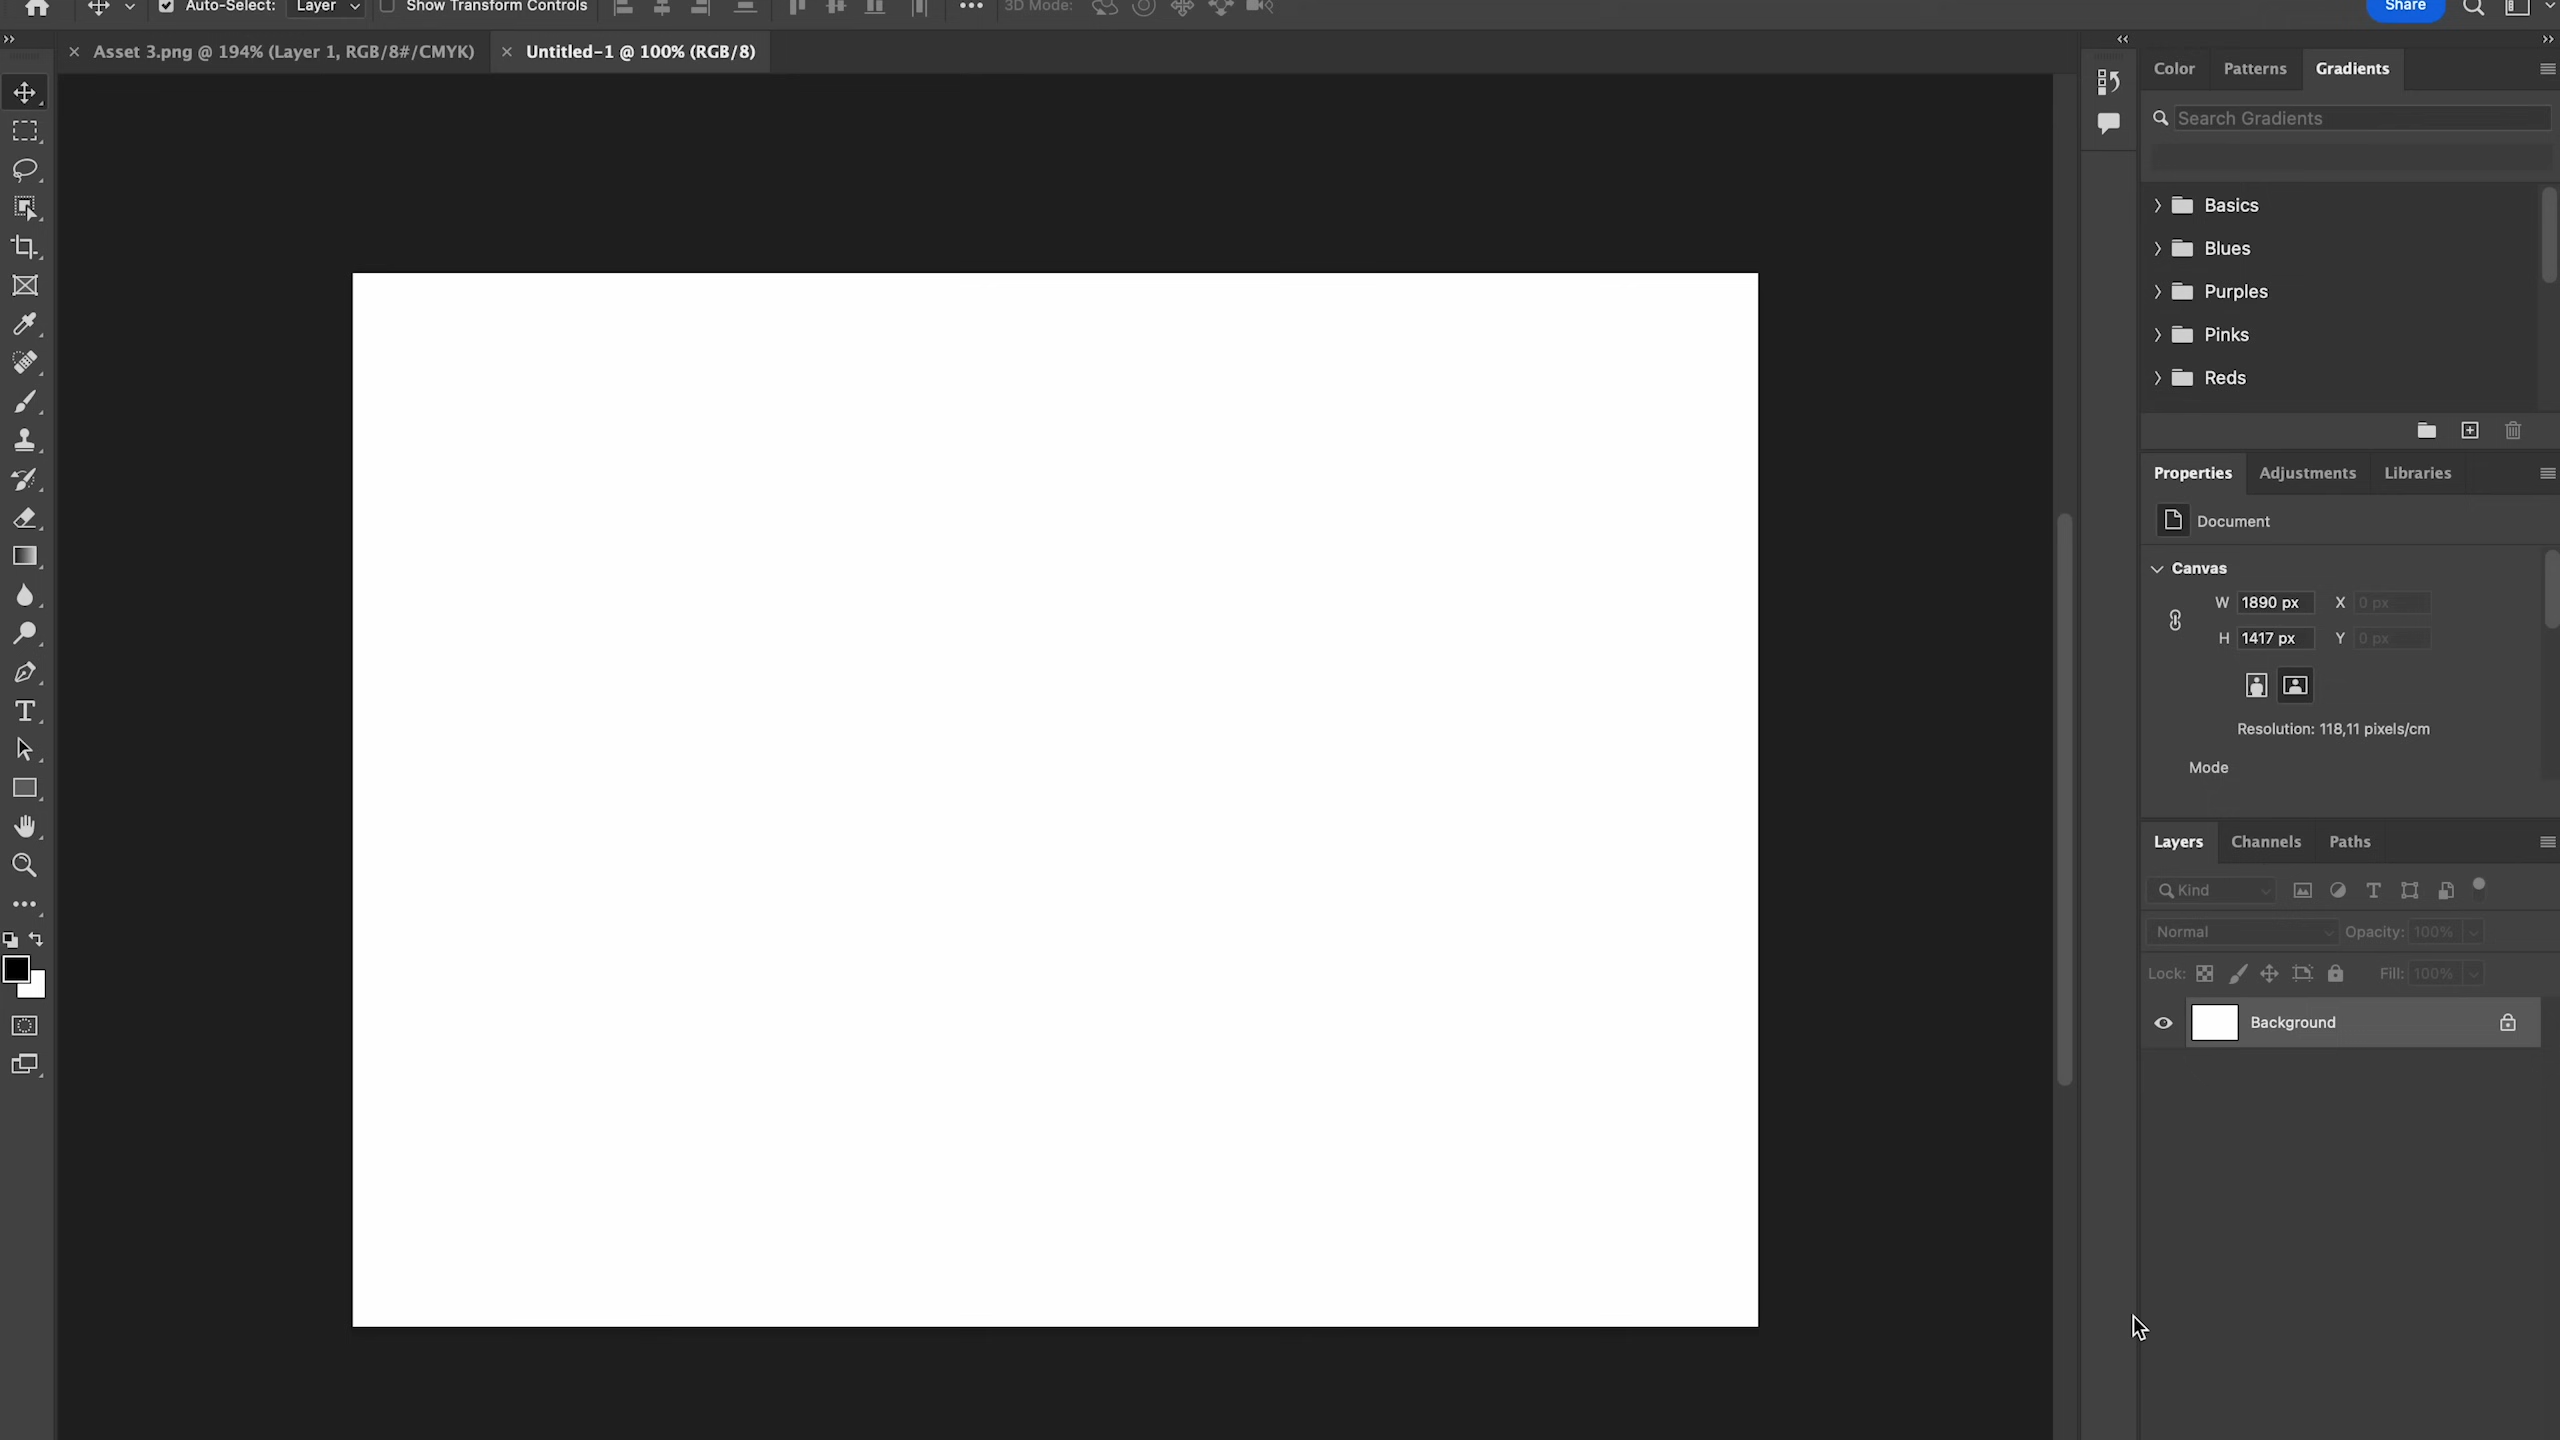 Auto-Select: Layer Show Transform Controls 3D Mode: Share
Asset 3.png @ 194% (Layer 1, RGB/8#/CMYK) Untitled-1 @ 100% (RGB/8)
Color Patterns Gradients
Search Gradients
Basics
Blues
Purples
Pinks
Reds
Properties Adjustments Libraries
Document
Canvas
W 1890 px X 0 px
H 1417 px Y 0 px
Resolution: 118,11 pixels/cm
Mode
Layers Channels Paths
Kind
Normal Opacity: 100%
Lock: Fill: 100%
Background